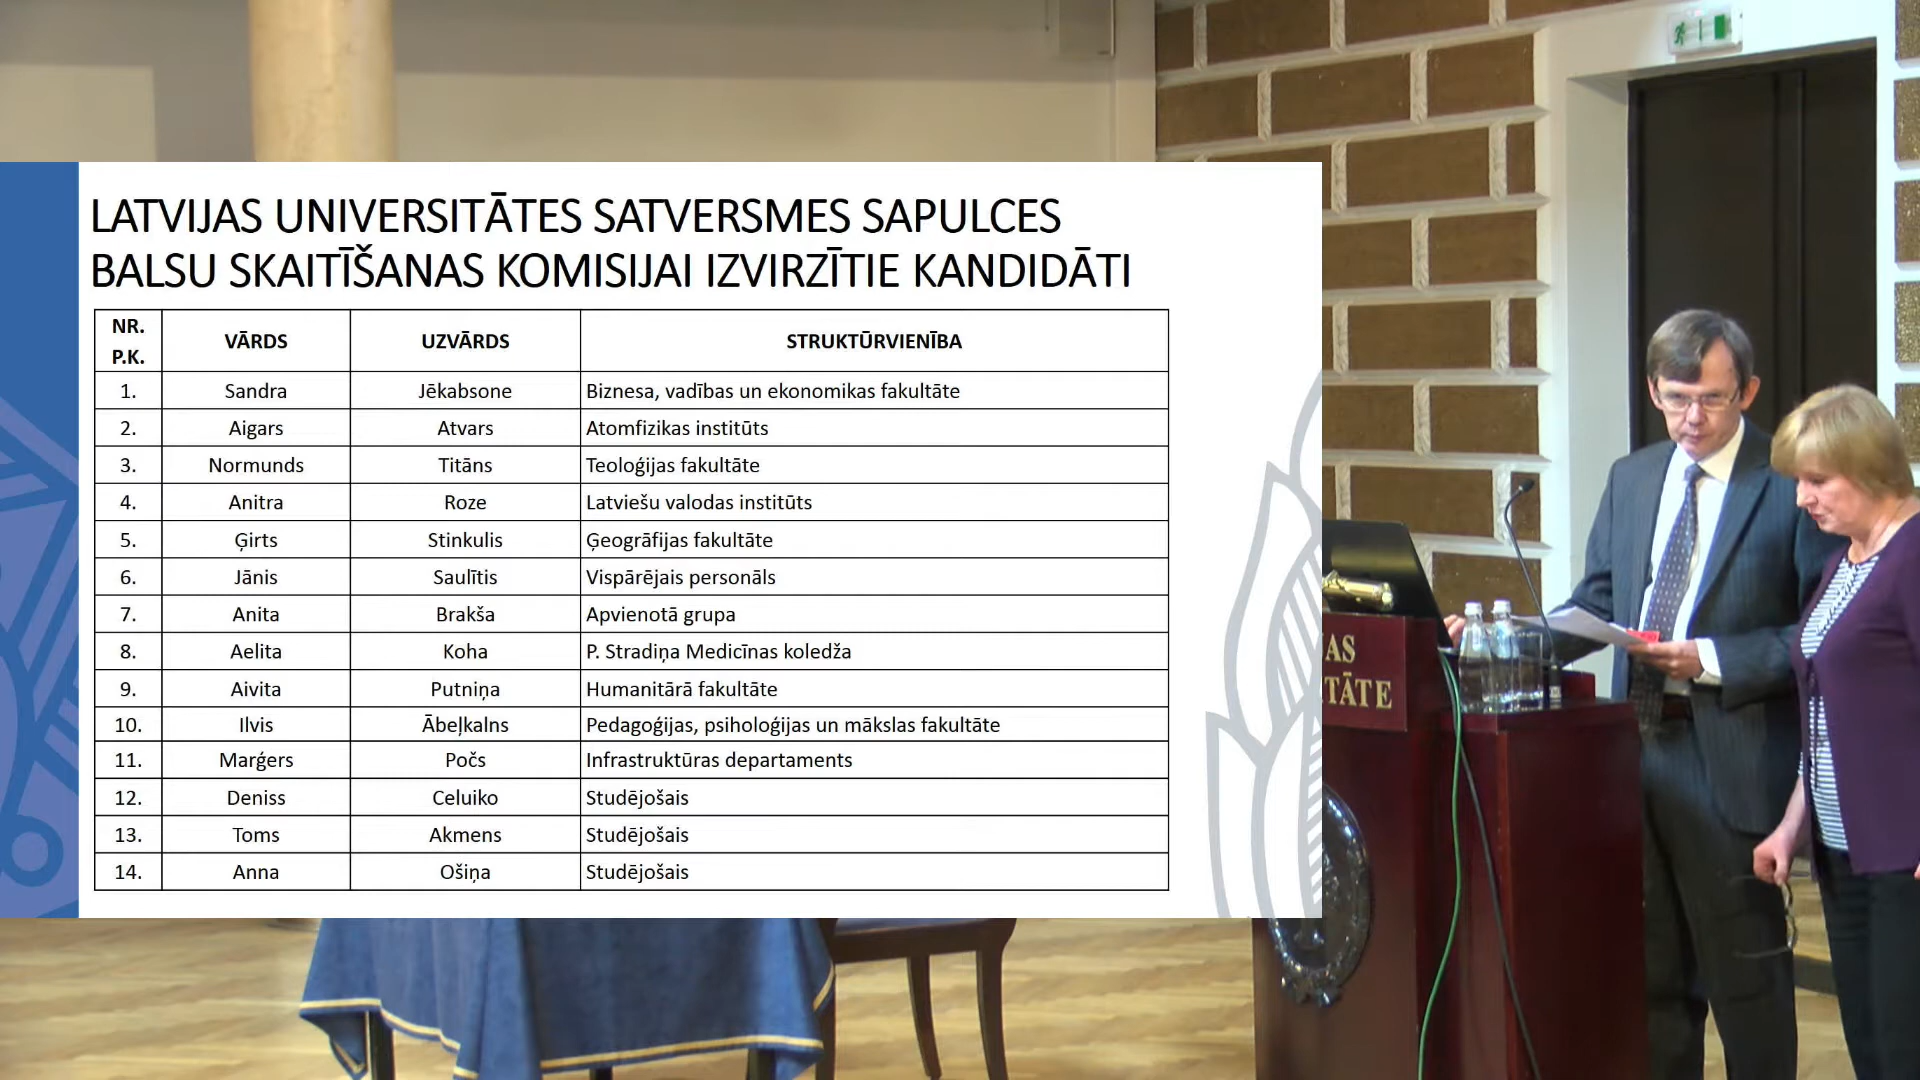 LATVIJAS UNIVERSITĀTES SATVERSMES SAPULCES
BALSU SKAITĪŠANAS KOMISIJAI IZVIRZĪTIE KANDIDĀTI
NR. P.K. VĀRDS UZVĀRDS STRUKTŪRVIENĪBA
1. Sandra Jēkabsone Biznesa, vadības un ekonomikas fakultāte
2. Aigars Atvars Atomfizikas institūts
3. Normunds Titāns Teoloģijas fakultāte
4. Anitra Roze Latviešu valodas institūts
5. Ģirts Stinkulis Ģeogrāfijas fakultāte
6. Jānis Saulītis Vispārējais personāls
7. Anita Brakša Apvienotā grupa
8. Aelita Koha P. Stradiņa Medicīnas koledža
9. Aivita Putniņa Humanitārā fakultāte
10. Ilvis Ābeļkalns Pedagoģijas, psiholoģijas un mākslas fakultāte
11. Marģers Počs Infrastruktūras departaments
12. Deniss Celuiko Studējošais
13. Toms Akmens Studējošais
14. Anna Ošiņa Studējošais
AS
TĀTE